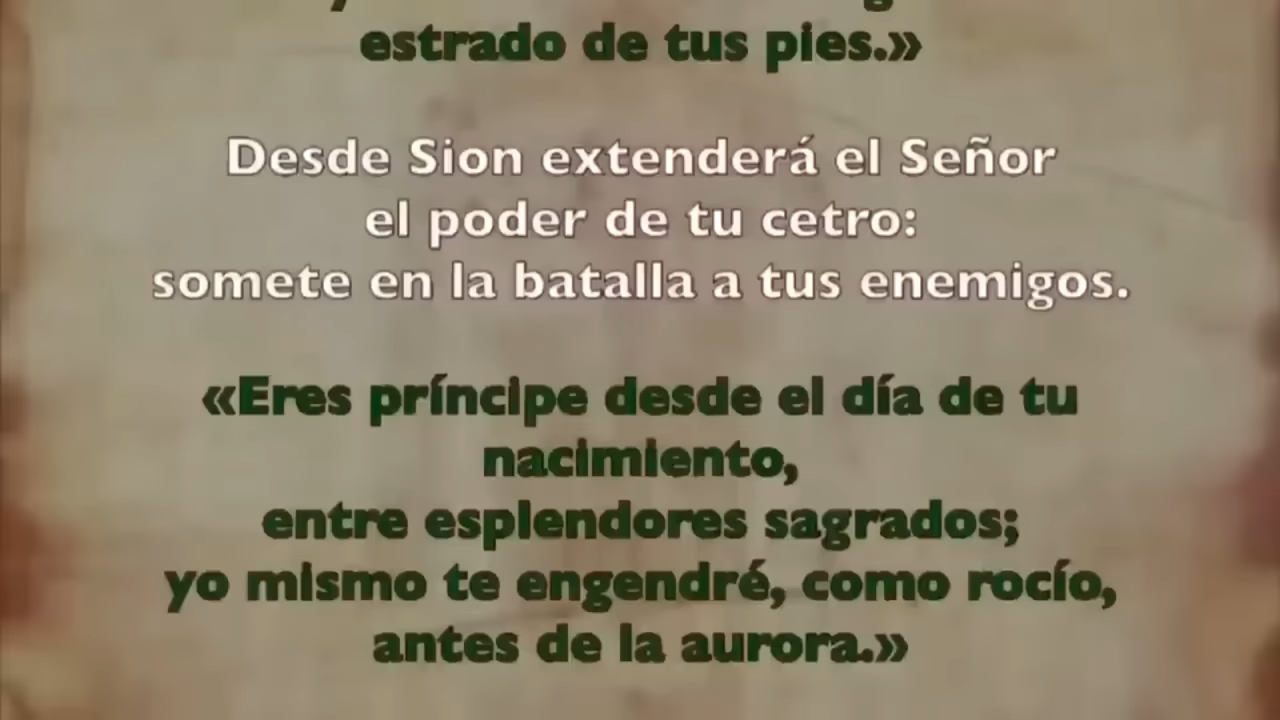 estrado de tus pies.»
Desde Sion extenderá el Señor
el poder de tu cetro:
somete en la batalla a tus enemigos.
«Eres príncipe desde el día de tu
nacimiento,
entre esplendores sagrados;
yo mismo te engendré, como rocío,
antes de la aurora.»